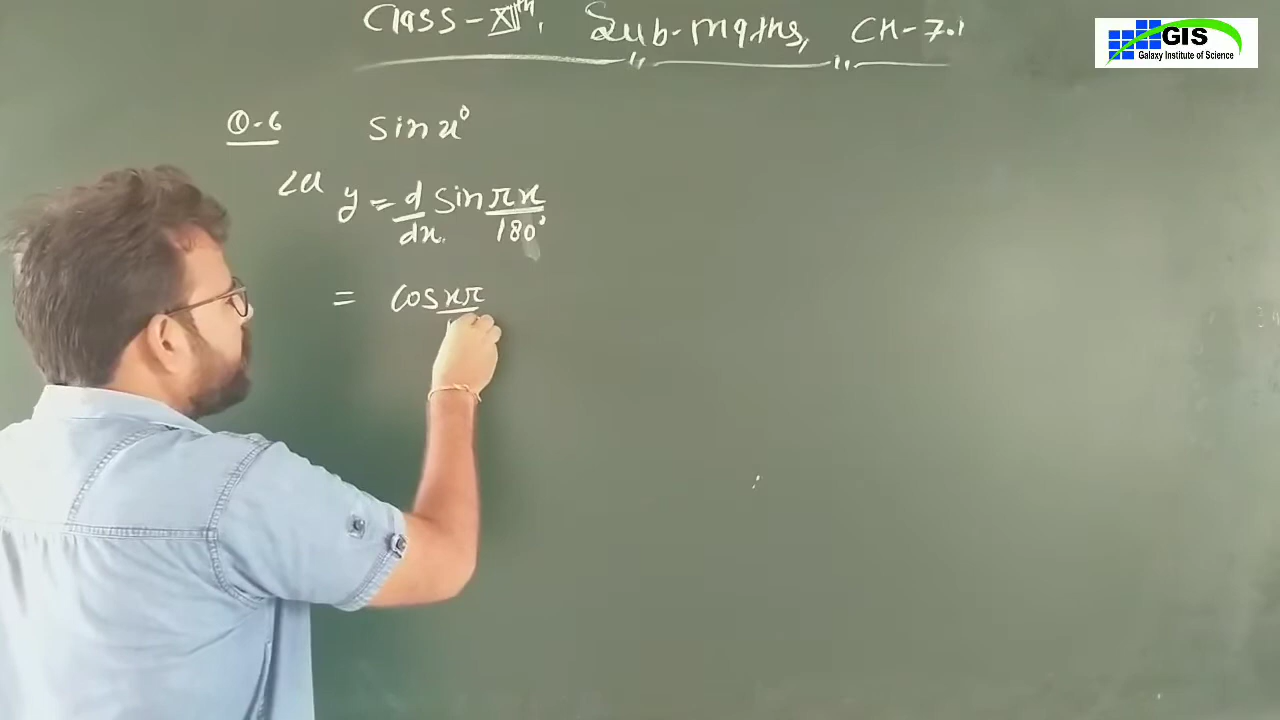 Class-XIIth, Sub-Maths, CH-7.1
GIS
Galaxy Institute of Science
Q-6 sin x°
Let y = d/dx sin πx/180°
= cos xπ